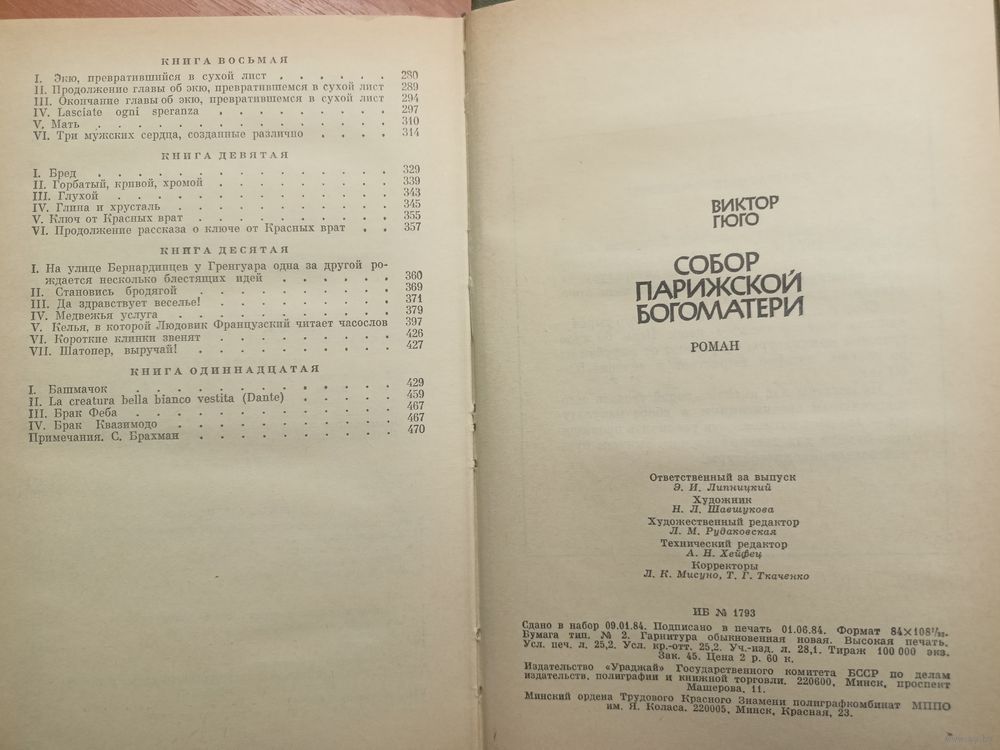 КНИГА ВОСЬМАЯ
I. Экю, превратившийся в сухой лист . . . . . . 280
II. Продолжение главы об экю, превратившемся в сухой лист 289
III. Окончание главы об экю, превратившемся в сухой лист 294
IV. Lasciate ogni speranza . . . . . . . . . 297
V. Мать . . . . . . . . . . . . . . 310
VI. Три мужских сердца, созданные различно . . . . 314
КНИГА ДЕВЯТАЯ
I. Бред . . . . . . . . . . . . . . 329
II. Горбатый, кривой, хромой . . . . . . . . . 339
III. Глухой . . . . . . . . . . . . . 343
IV. Глина и хрусталь . . . . . . . . . . . 345
V. Ключ от Красных врат . . . . . . . . . 355
VI. Продолжение рассказа о ключе от Красных врат . . 357
КНИГА ДЕСЯТАЯ
I. На улице Бернардинцев у Гренгуара одна за другой ро-
ждается несколько блестящих идей . . . . . . 360
II. Становись бродягой . . . . . . . . . 369
III. Да здравствует веселье! . . . . . . . . . 371
IV. Медвежья услуга . . . . . . . . . . 379
V. Келья, в которой Людовик Французский читает часослов 397
VI. Короткие клинки звенят . . . . . . . . . 426
VII. Шатопер, выручай! . . . . . . . . . . 427
КНИГА ОДИННАДЦАТАЯ
I. Башмачок . . . . . . . . . . . . 429
II. La creatura bella bianco vestita (Dante) . . . . . 459
III. Брак Феба . . . . . . . . . . . . 467
IV. Брак Квазимодо . . . . . . . . . . 467
Примечания. С. Брахман . . . . . . . . . 470
ВИКТОР
ГЮГО
СОБОР
ПАРИЖСКОЙ
БОГОМАТЕРИ
РОМАН
Ответственный за выпуск
Э. И. Липницкий
Художник
Н. Л. Шавшукова
Художественный редактор
Л. М. Рудаковская
Технический редактор
А. Н. Хейфец
Корректоры
Л. К. Мисуно, Т. Г. Ткаченко
ИБ № 1793
Сдано в набор 09.01.84. Подписано в печать 01.06.84. Формат 84×108¹/₃₂.
Бумага тип. № 2. Гарнитура обыкновенная новая. Высокая печать.
Усл. печ. л. 25,2. Усл. кр.-отт. 25,2. Уч.-изд. л. 28,1. Тираж 100 000 экз.
Зак. 45. Цена 2 р. 60 к.
Издательство «Ураджай» Государственного комитета БССР по делам
издательств, полиграфии и книжной торговли. 220600, Минск, проспект
Машерова, 11.
Минский ордена Трудового Красного Знамени полиграфкомбинат МППО
им. Я. Коласа. 220005, Минск, Красная, 23.